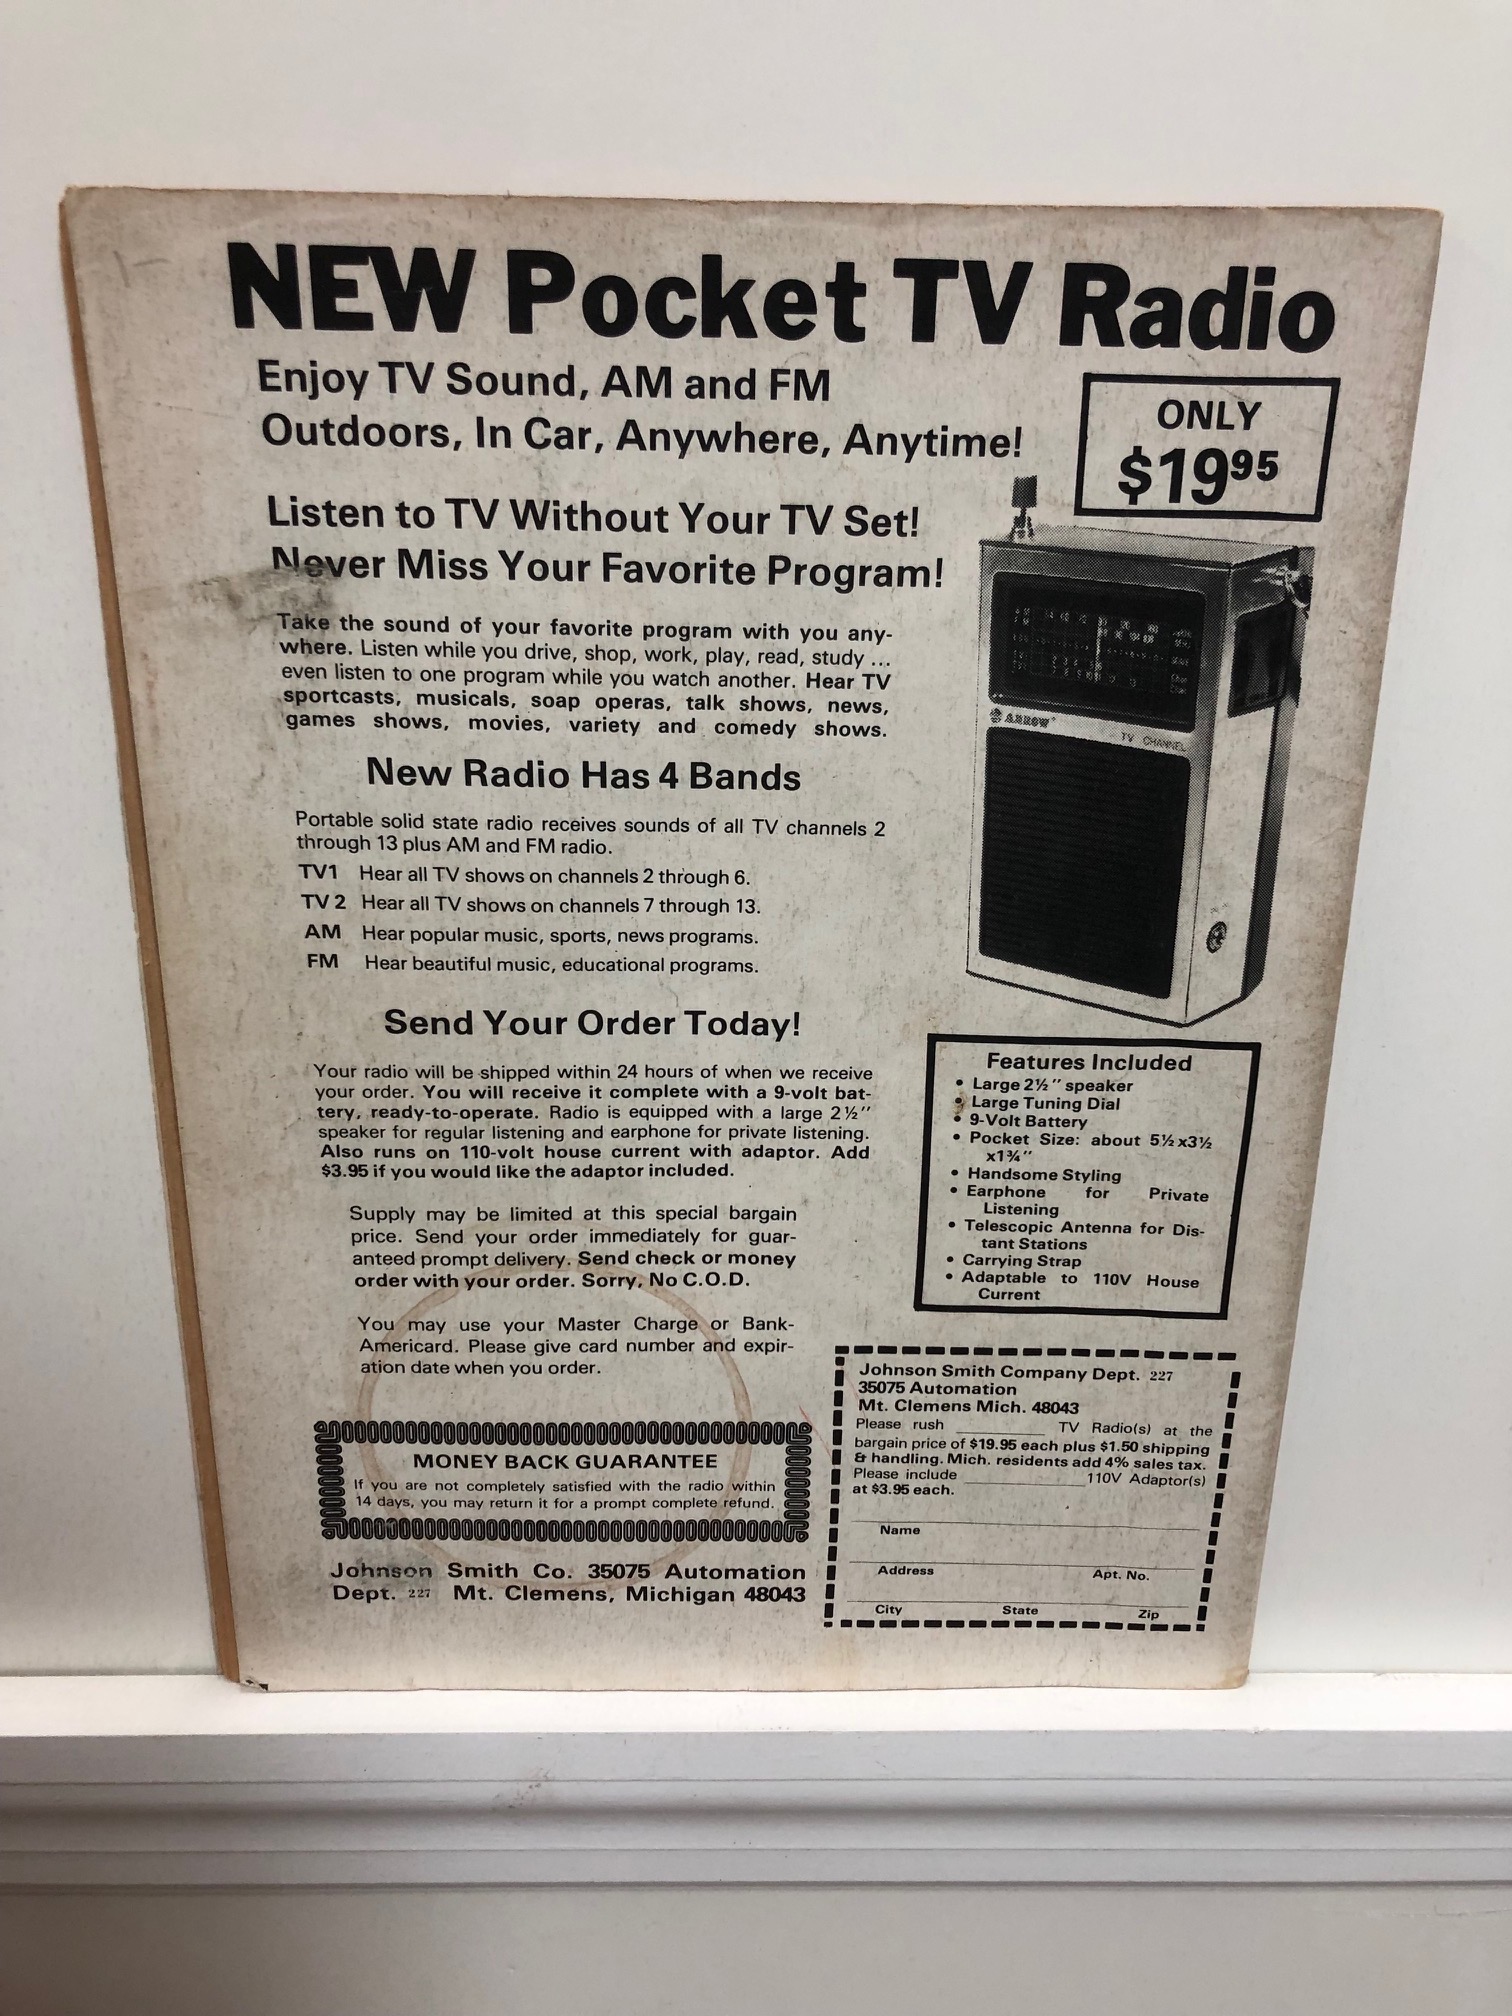 NEW Pocket TV Radio
Enjoy TV Sound, AM and FM
Outdoors, In Car, Anywhere, Anytime!
ONLY
$19⁹⁵
Listen to TV Without Your TV Set!
Never Miss Your Favorite Program!
Take the sound of your favorite program with you any-
where. Listen while you drive, shop, work, play, read, study ...
even listen to one program while you watch another. Hear TV
sportcasts, musicals, soap operas, talk shows, news,
games shows, movies, variety and comedy shows.
ARROW
TV CHANNEL
New Radio Has 4 Bands
Portable solid state radio receives sounds of all TV channels 2
through 13 plus AM and FM radio.
TV1 Hear all TV shows on channels 2 through 6.
TV 2 Hear all TV shows on channels 7 through 13.
AM Hear popular music, sports, news programs.
FM Hear beautiful music, educational programs.
Send Your Order Today!
Your radio will be shipped within 24 hours of when we receive
your order. You will receive it complete with a 9-volt bat-
tery, ready-to-operate. Radio is equipped with a large 2½"
speaker for regular listening and earphone for private listening.
Also runs on 110-volt house current with adaptor. Add
$3.95 if you would like the adaptor included.
Supply may be limited at this special bargain
price. Send your order immediately for guar-
anteed prompt delivery. Send check or money
order with your order. Sorry, No C.O.D.
You may use your Master Charge or Bank-
Americard. Please give card number and expir-
ation date when you order.
MONEY BACK GUARANTEE
If you are not completely satisfied with the radio within
14 days, you may return it for a prompt complete refund.
Johnson Smith Co. 35075 Automation
Dept. 227 Mt. Clemens, Michigan 48043
Features Included
• Large 2½" speaker
• Large Tuning Dial
• 9-Volt Battery
• Pocket Size: about 5½x3½
x1¾"
• Handsome Styling
• Earphone for Private
Listening
• Telescopic Antenna for Dis-
tant Stations
• Carrying Strap
• Adaptable to 110V House
Current
Johnson Smith Company Dept. 227
35075 Automation
Mt. Clemens Mich. 48043
Please rush ________ TV Radio(s) at the
bargain price of $19.95 each plus $1.50 shipping
& handling. Mich. residents add 4% sales tax.
Please include ________ 110V Adaptor(s)
at $3.95 each.
Name
Address Apt. No.
City State Zip